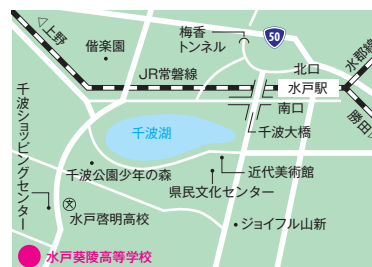 △上野
偕楽園
梅香
トンネル
50
水郡線
北口
JR常磐線
水戸駅
南口
勝田
千波湖
千波大橋
千波ショッピングセンター
千波公園少年の森
近代美術館
県民文化センター
文
水戸啓明高校
ジョイフル山新
水戸葵陵高等学校